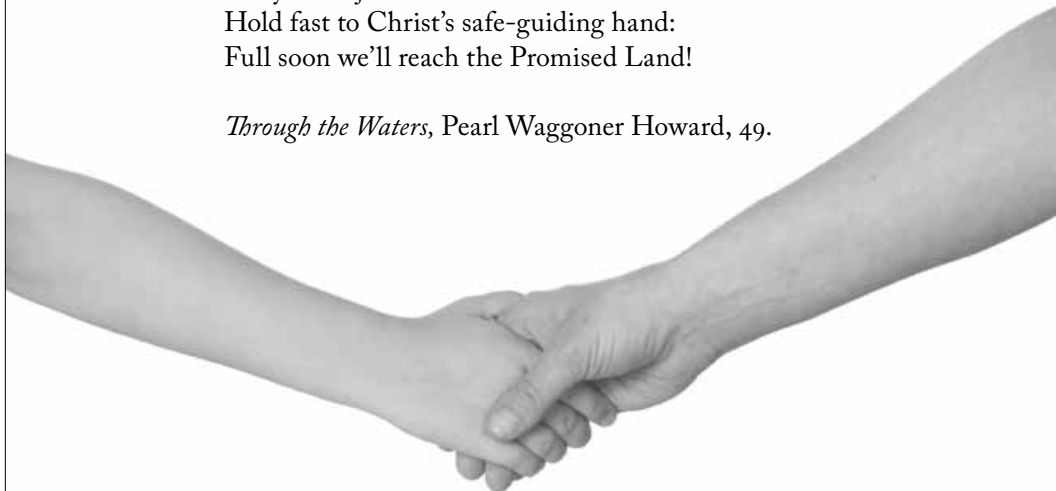 Hold fast to Christ’s safe-guiding hand:
Full soon we’ll reach the Promised Land!
Through the Waters, Pearl Waggoner Howard, 49.